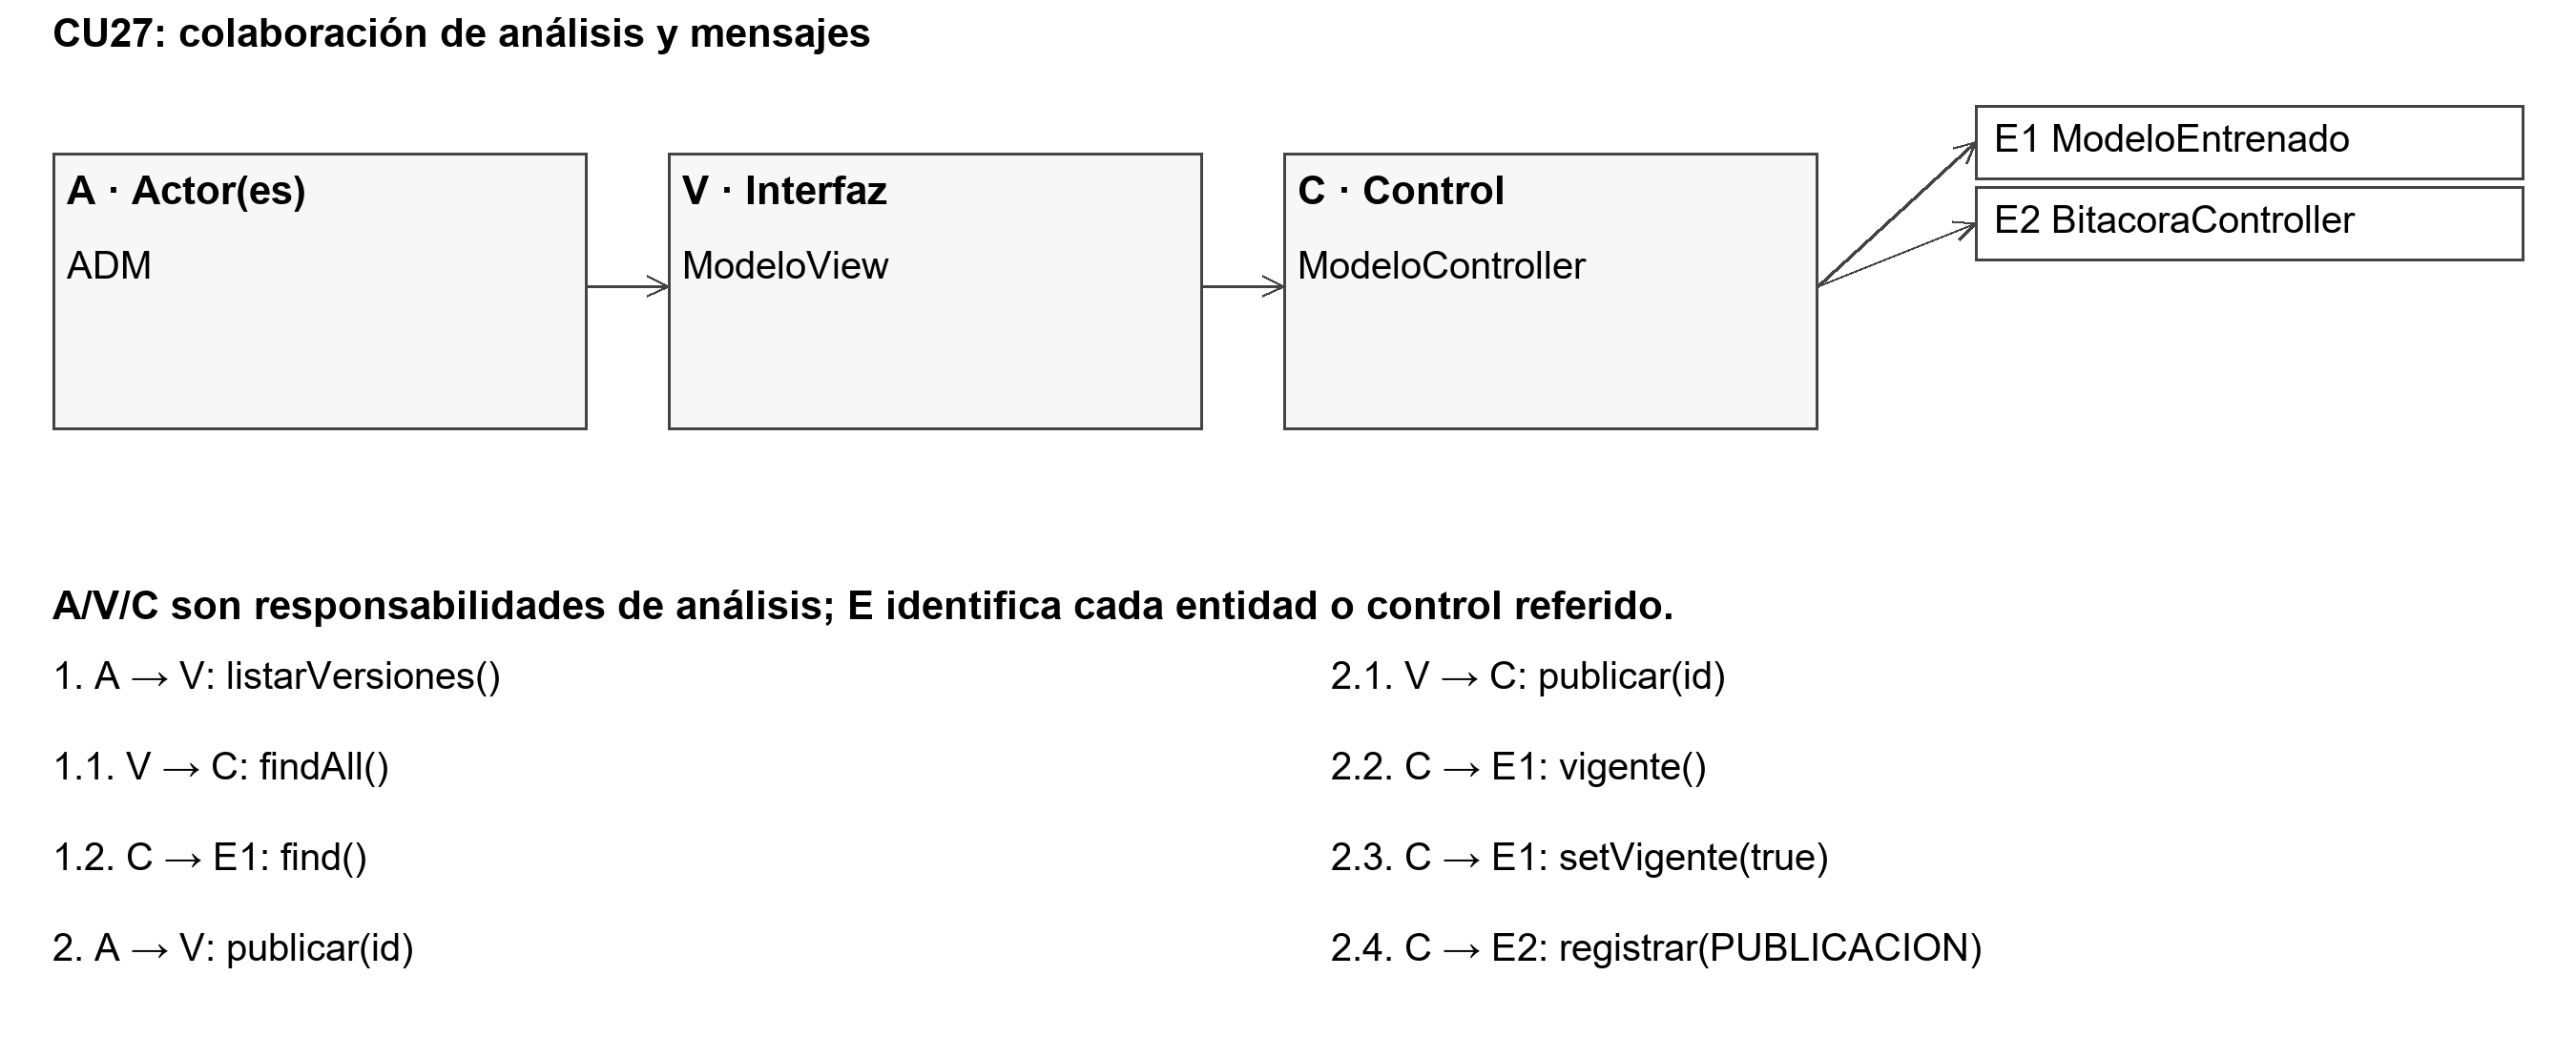 CU27: colaboración de análisis y mensajes
A · Actor(es)
ADM
V · Interfaz
ModeloView
C · Control
ModeloController
E1 ModeloEntrenado
E2 BitacoraController
A/V/C son responsabilidades de análisis; E identifica cada entidad o control referido.
1. A → V: listarVersiones()
1.1. V → C: findAll()
1.2. C → E1: find()
2. A → V: publicar(id)
2.1. V → C: publicar(id)
2.2. C → E1: vigente()
2.3. C → E1: setVigente(true)
2.4. C → E2: registrar(PUBLICACION)